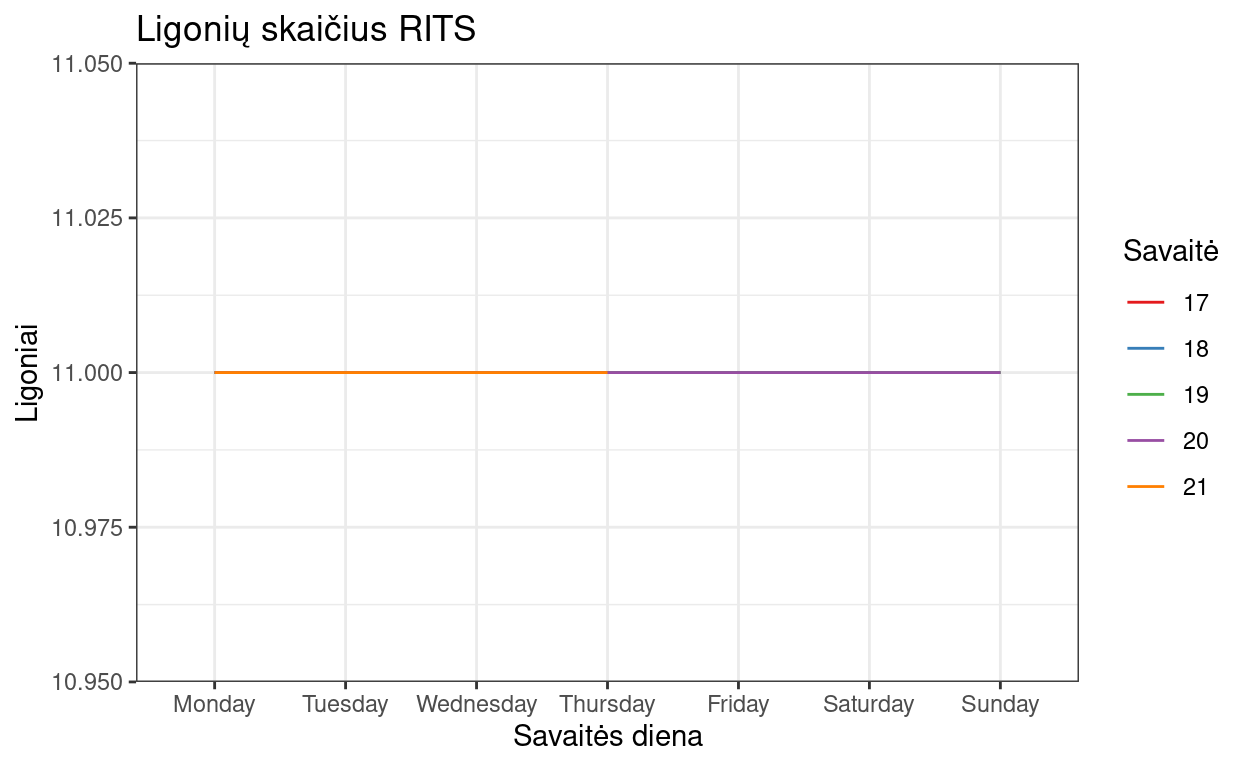 Ligonių skaičius RITS
11.050
11.025
11.000
10.975
10.950
Ligoniai
Monday Tuesday Wednesday Thursday Friday Saturday Sunday
Savaitės diena
Savaitė
17
18
19
20
21